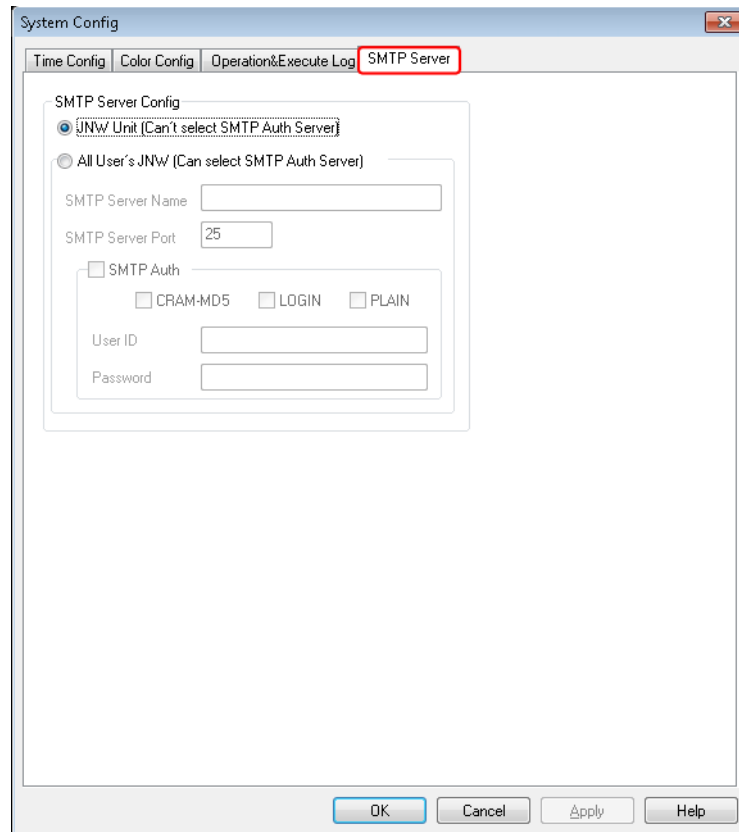 System Config
Time Config Color Config Operation&Execute Log SMTP Server
SMTP Server Config
JNW Unit (Can't select SMTP Auth Server)
All User's JNW (Can select SMTP Auth Server)
SMTP Server Name
SMTP Server Port 25
SMTP Auth
CRAM-MD5 LOGIN PLAIN
User ID
Password
OK Cancel Apply Help